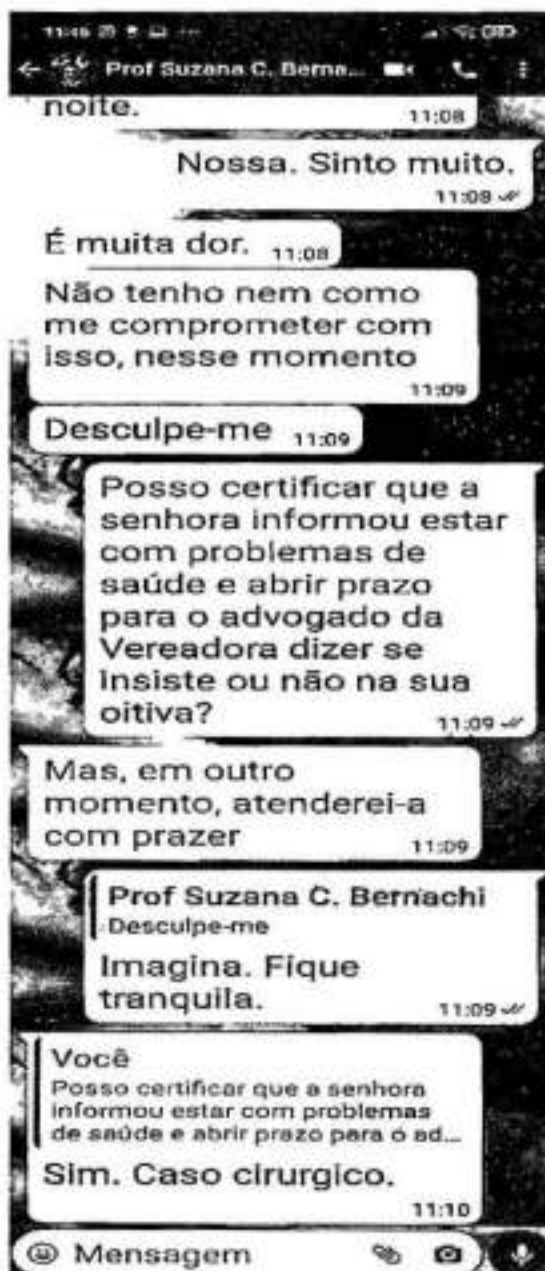 11:46
Prof Suzana C. Berna...
noite.
11:08
Nossa. Sinto muito.
11:09
É muita dor. 11:08
Não tenho nem como
me comprometer com
isso, nesse momento
11:09
Desculpe-me 11:09
Posso certificar que a
senhora informou estar
com problemas de
saúde e abrir prazo
para o advogado da
Vereadora dizer se
insiste ou não na sua
oitiva?
11:09
Mas, em outro
momento, atenderei-a
com prazer
11:09
Prof Suzana C. Bernachi
Desculpe-me
Imagina. Fique
tranquila.
11:09
Você
Posso certificar que a senhora
informou estar com problemas
de saúde e abrir prazo para o ad...
Sim. Caso cirurgico.
11:10
Mensagem